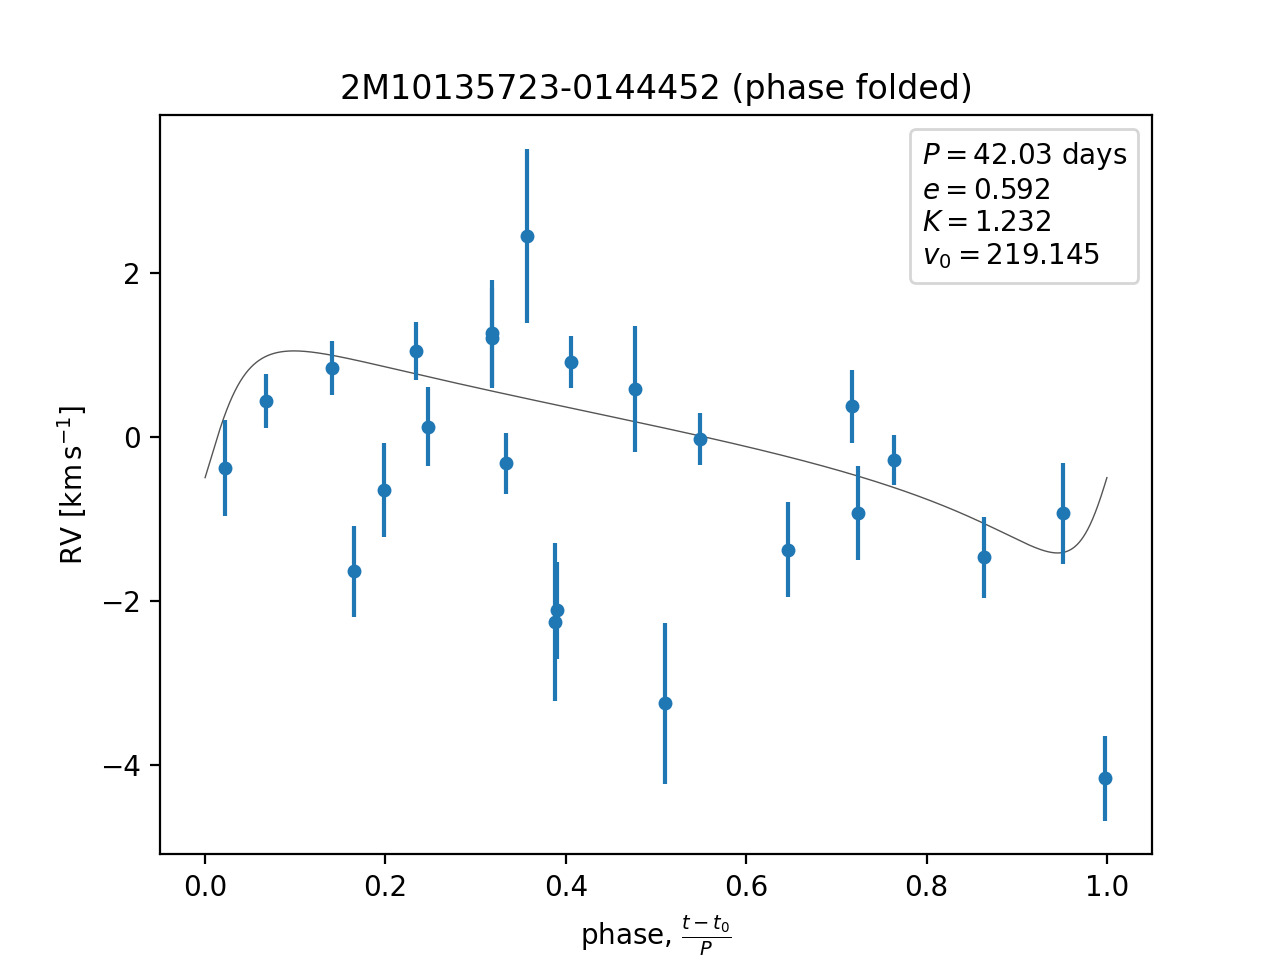 2M10135723-0144452 (phase folded)
P = 42.03 days
e = 0.592
K = 1.232
v₀ = 219.145
2
0
−2
−4
RV [km s⁻¹]
0.0 0.2 0.4 0.6 0.8 1.0
phase, (t − t₀)/P